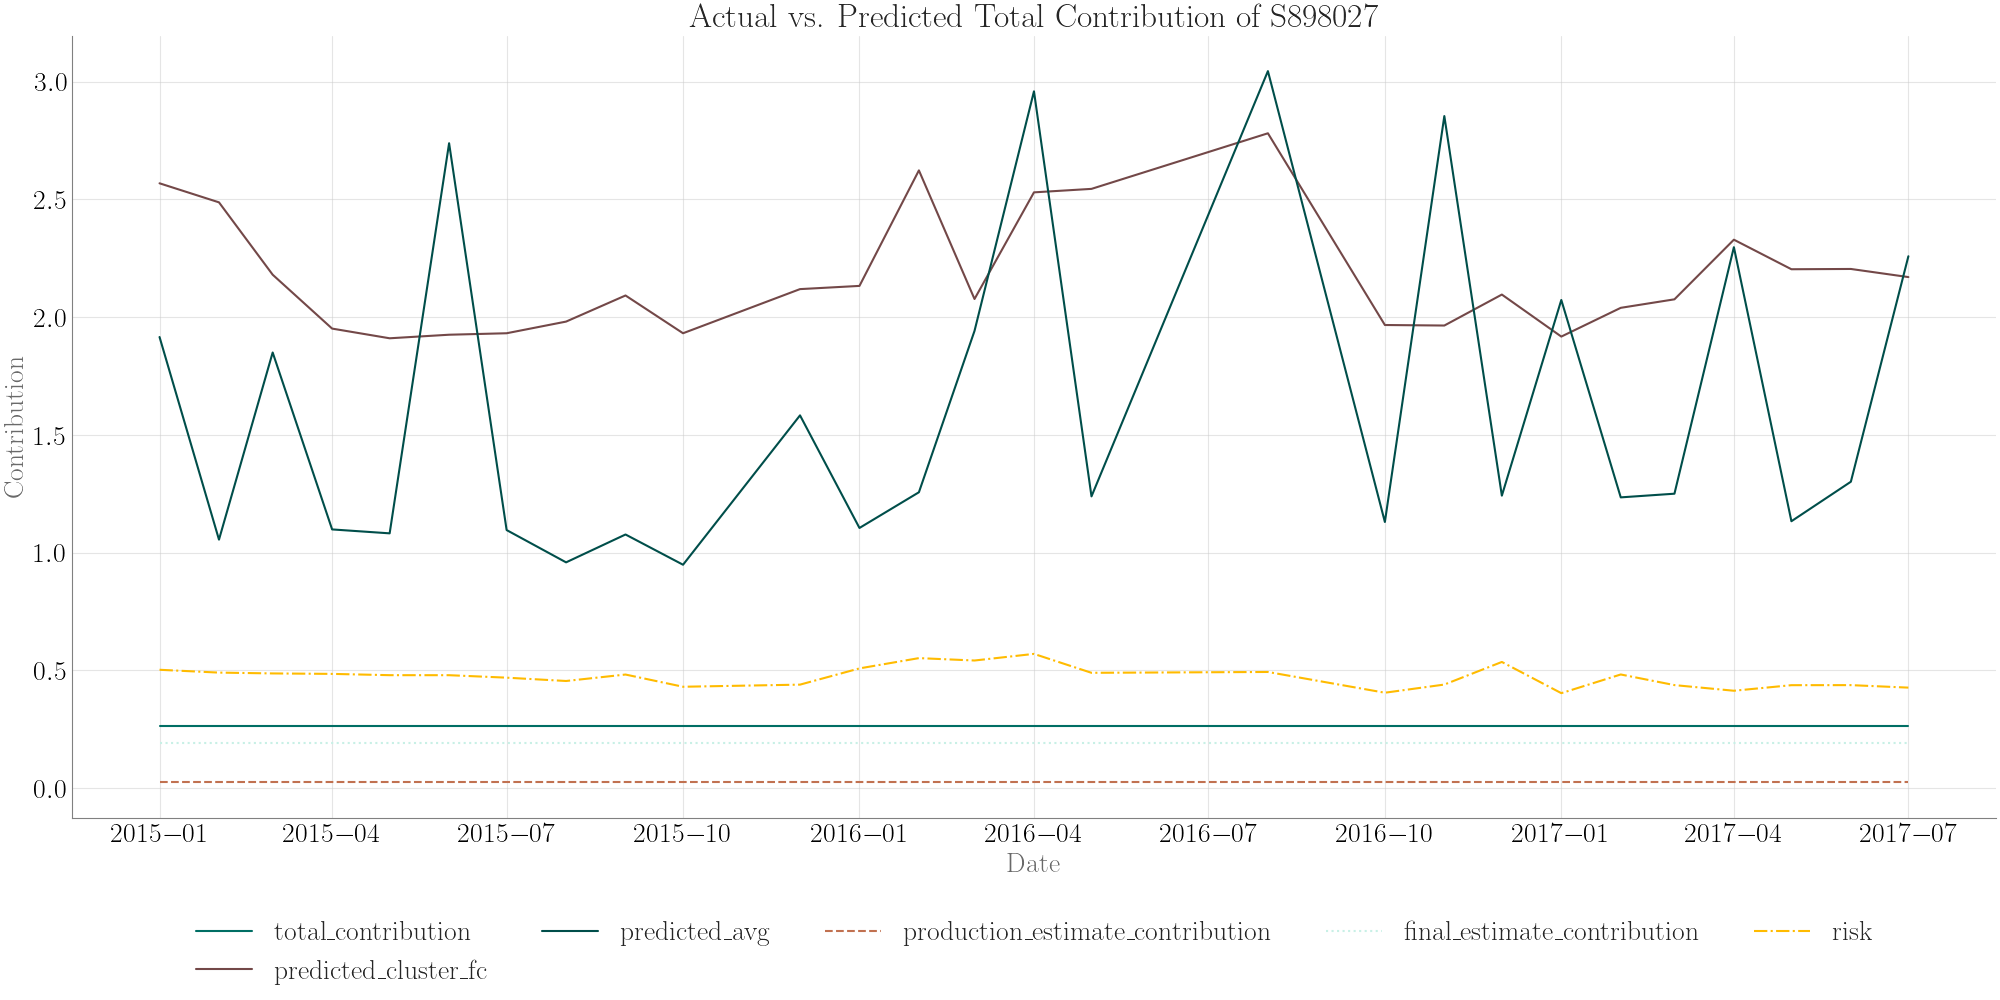 Actual vs. Predicted Total Contribution of S898027
3.0
2.5
2.0
1.5
1.0
0.5
0.0
Contribution
2015−01 2015−04 2015−07 2015−10 2016−01 2016−04 2016−07 2016−10 2017−01 2017−04 2017−07
Date
total_contribution predicted_avg production_estimate_contribution final_estimate_contribution risk
predicted_cluster_fc